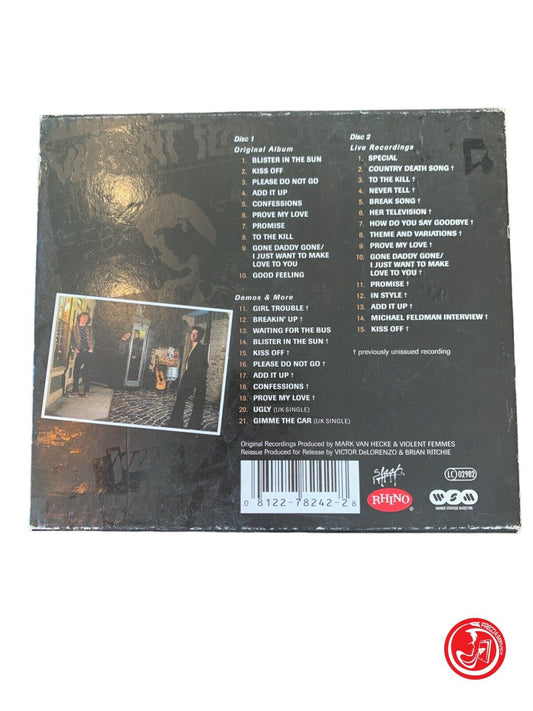 VIOLENT FE
Disc 1
Original Album
1. BLISTER IN THE SUN
2. KISS OFF
3. PLEASE DO NOT GO
4. ADD IT UP
5. CONFESSIONS
6. PROVE MY LOVE
7. PROMISE
8. TO THE KILL
9. GONE DADDY GONE/
I JUST WANT TO MAKE
LOVE TO YOU
10. GOOD FEELING
Demos & More
11. GIRL TROUBLE †
12. BREAKIN' UP †
13. WAITING FOR THE BUS
14. BLISTER IN THE SUN †
15. KISS OFF †
16. PLEASE DO NOT GO †
17. ADD IT UP †
18. CONFESSIONS †
19. PROVE MY LOVE †
20. UGLY (UK SINGLE)
21. GIMME THE CAR (UK SINGLE)
Disc 2
Live Recordings
1. SPECIAL
2. COUNTRY DEATH SONG †
3. TO THE KILL †
4. NEVER TELL †
5. BREAK SONG †
6. HER TELEVISION †
7. HOW DO YOU SAY GOODBYE †
8. THEME AND VARIATIONS †
9. PROVE MY LOVE †
10. GONE DADDY GONE/
I JUST WANT TO MAKE
LOVE TO YOU †
11. PROMISE †
12. IN STYLE †
13. ADD IT UP †
14. MICHAEL FELDMAN INTERVIEW †
15. KISS OFF †
† previously unissued recording
Original Recordings Produced by MARK VAN HECKE & VIOLENT FEMMES
Reissue Produced for Release by VICTOR DeLORENZO & BRIAN RITCHIE
0 81227-82422 8
Slash
RHINO®
LC 02982
WSM
WARNER STRATEGIC MARKETING